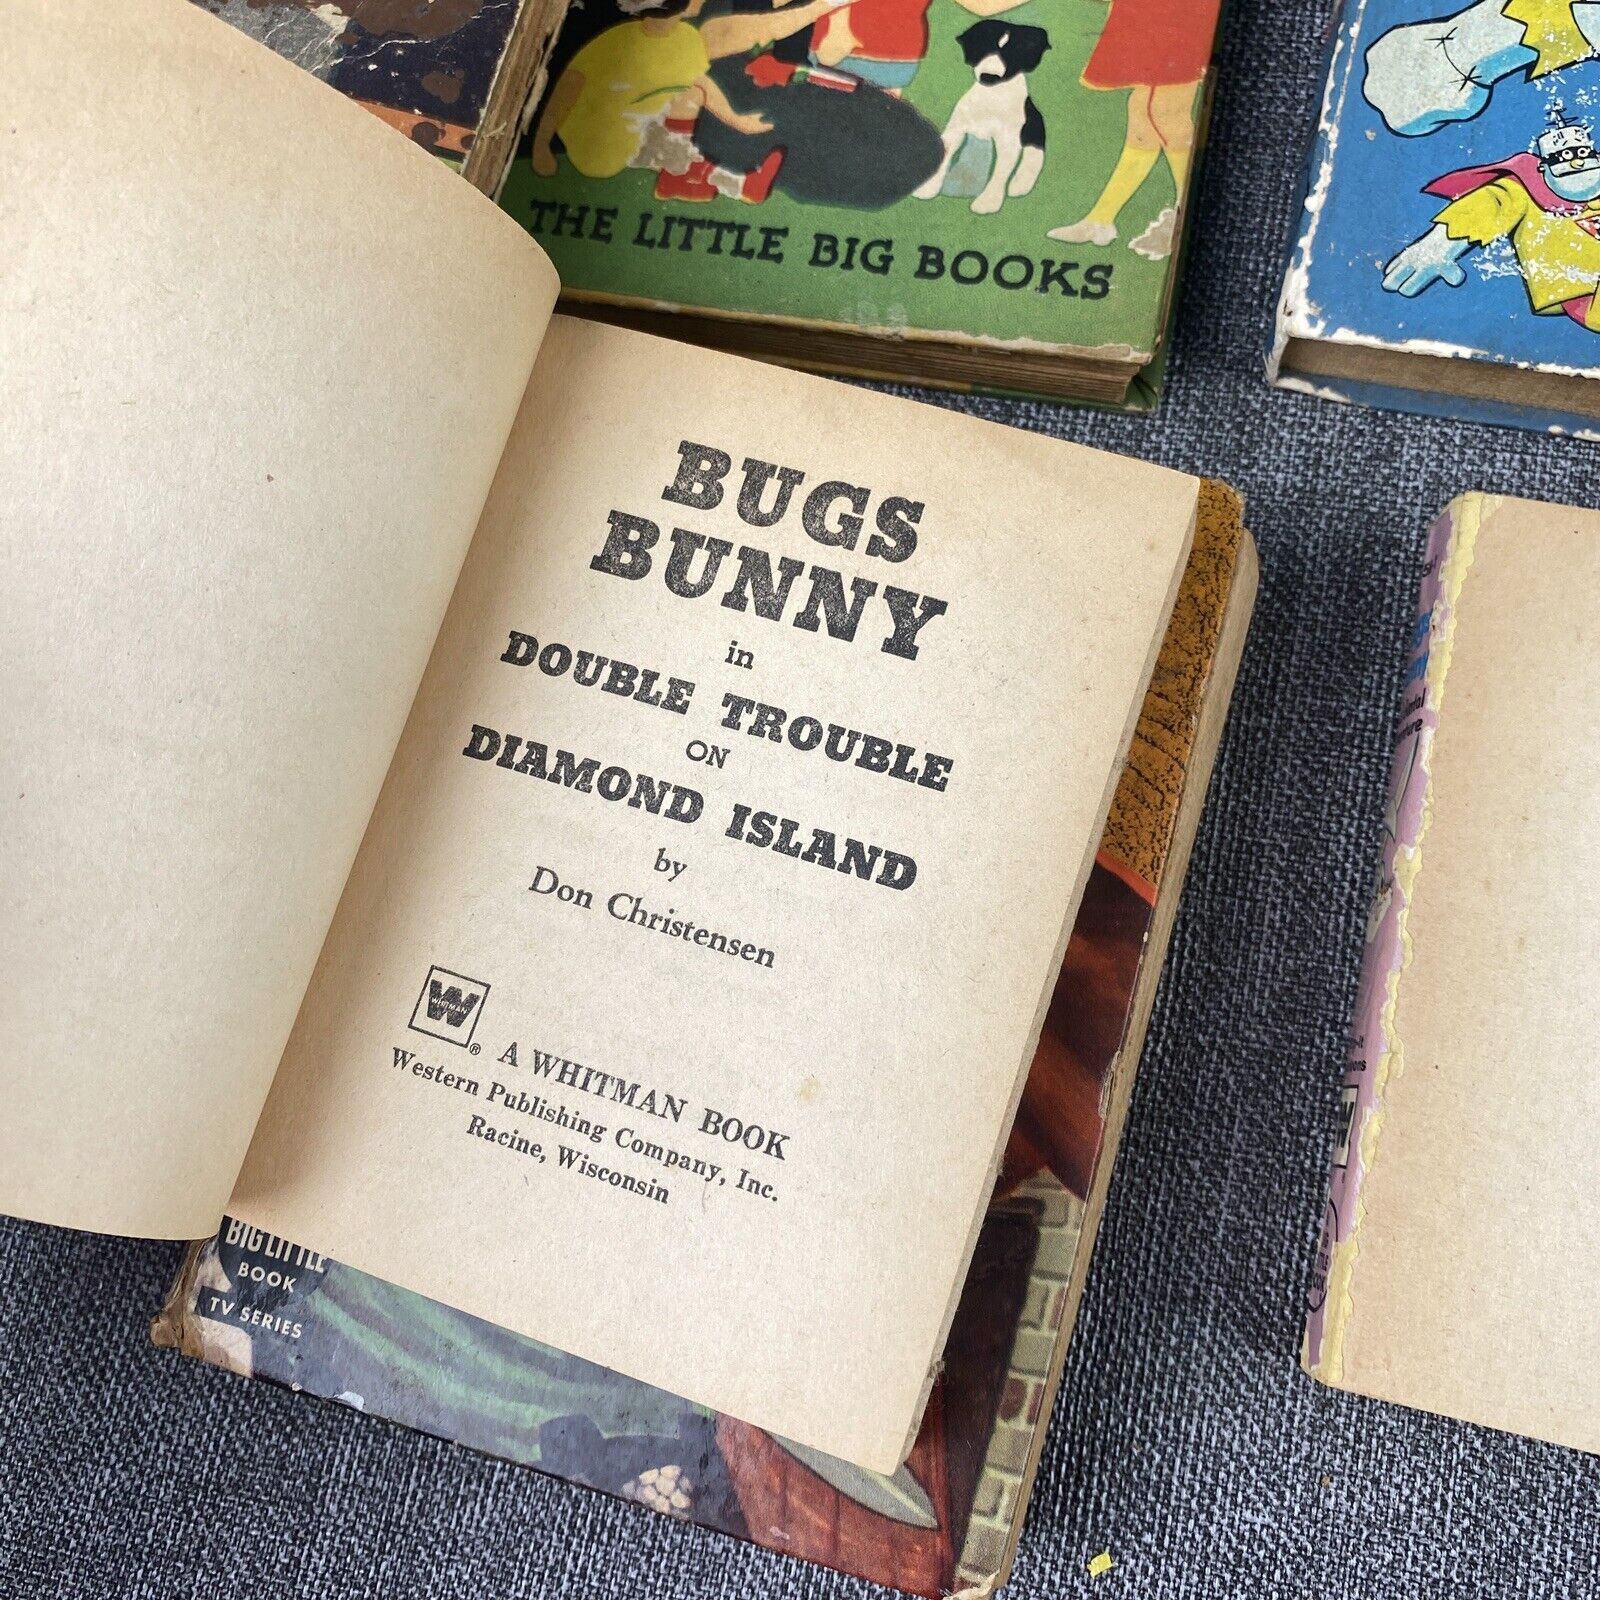 THE LITTLE BIG BOOKS
BUGS
BUNNY
in
DOUBLE TROUBLE
ON
DIAMOND ISLAND
by
Don Christensen
W
WHITMAN
®
A WHITMAN BOOK
Western Publishing Company, Inc.
Racine, Wisconsin
BIG LITTLE
BOOK
TV SERIES